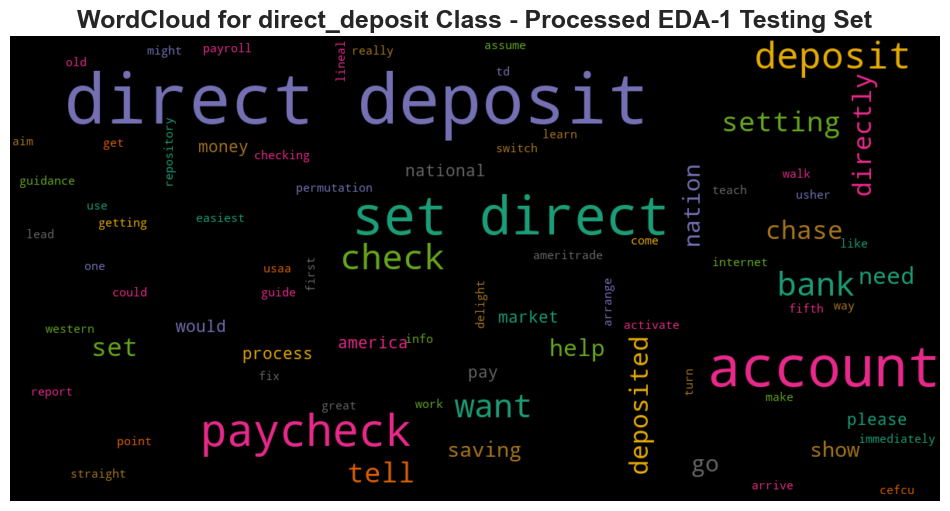 WordCloud for direct_deposit Class - Processed EDA-1 Testing Set
old might payroll lineal really assume deposit
direct deposit td
aim get repository money checking switch learn setting directly
guidance permutation national nation teach walk usher
use getting easiest set direct chase like
lead check come ameritrade
one usaa first internet bank need
could guide delight market arrange fifth way
western would america info activate
set process help deposited account
fix pay turn
report great work want make
point paycheck saving please immediately
straight tell go show
arrive cefcu